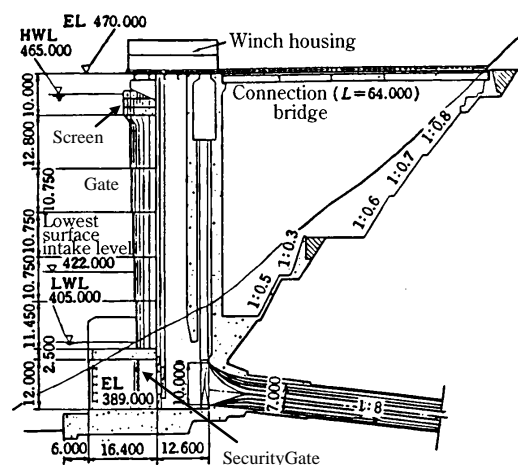 EL 470.000
HWL
465.000
Winch housing
Connection (L=64.000)
bridge
10.000
Screen
12.800
Gate
10.750
Lowest
surface
intake level
10.750
422.000
10.750
LWL
405.000
11.450
2.500
12.000
EL
389.000
10.000
7.000
1:8
1:0.8
1:0.7
1:0.6
1:0.3
1:0.5
6.000
16.400
12.600
SecurityGate